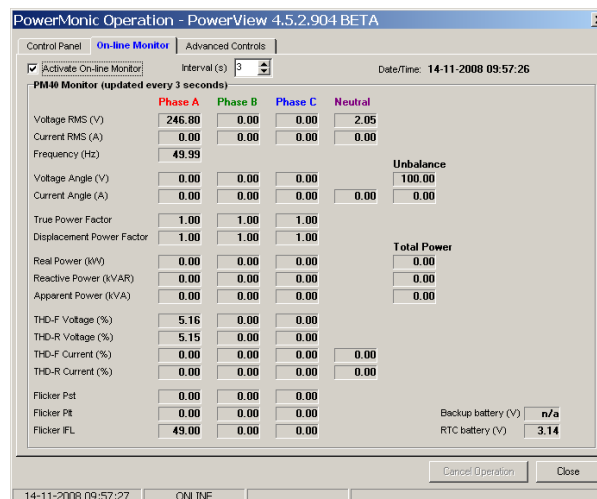 PowerMonic Operation - PowerView 4.5.2.904 BETA
Control Panel On-line Monitor Advanced Controls
Activate On-line Monitor Interval (s) 3 Date/Time: 14-11-2008 09:57:26
PM40 Monitor (updated every 3 seconds)
Phase A Phase B Phase C Neutral
Voltage RMS (V) 246.80 0.00 0.00 2.05
Current RMS (A) 0.00 0.00 0.00 0.00
Frequency (Hz) 49.99
Unbalance
Voltage Angle (V) 0.00 0.00 0.00 100.00
Current Angle (A) 0.00 0.00 0.00 0.00 0.00
True Power Factor 1.00 1.00 1.00
Displacement Power Factor 1.00 1.00 1.00
Total Power
Real Power (kW) 0.00 0.00 0.00 0.00
Reactive Power (kVAR) 0.00 0.00 0.00 0.00
Apparent Power (kVA) 0.00 0.00 0.00 0.00
THD-F Voltage (%) 5.16 0.00 0.00
THD-R Voltage (%) 5.15 0.00 0.00
THD-F Current (%) 0.00 0.00 0.00 0.00
THD-R Current (%) 0.00 0.00 0.00 0.00
Flicker Pst 0.00 0.00 0.00
Flicker Plt 0.00 0.00 0.00 Backup battery (V) n/a
Flicker IFL 49.00 0.00 0.00 RTC battery (V) 3.14
Cancel Operation Close
14-11-2008 09:57:27 ONLINE